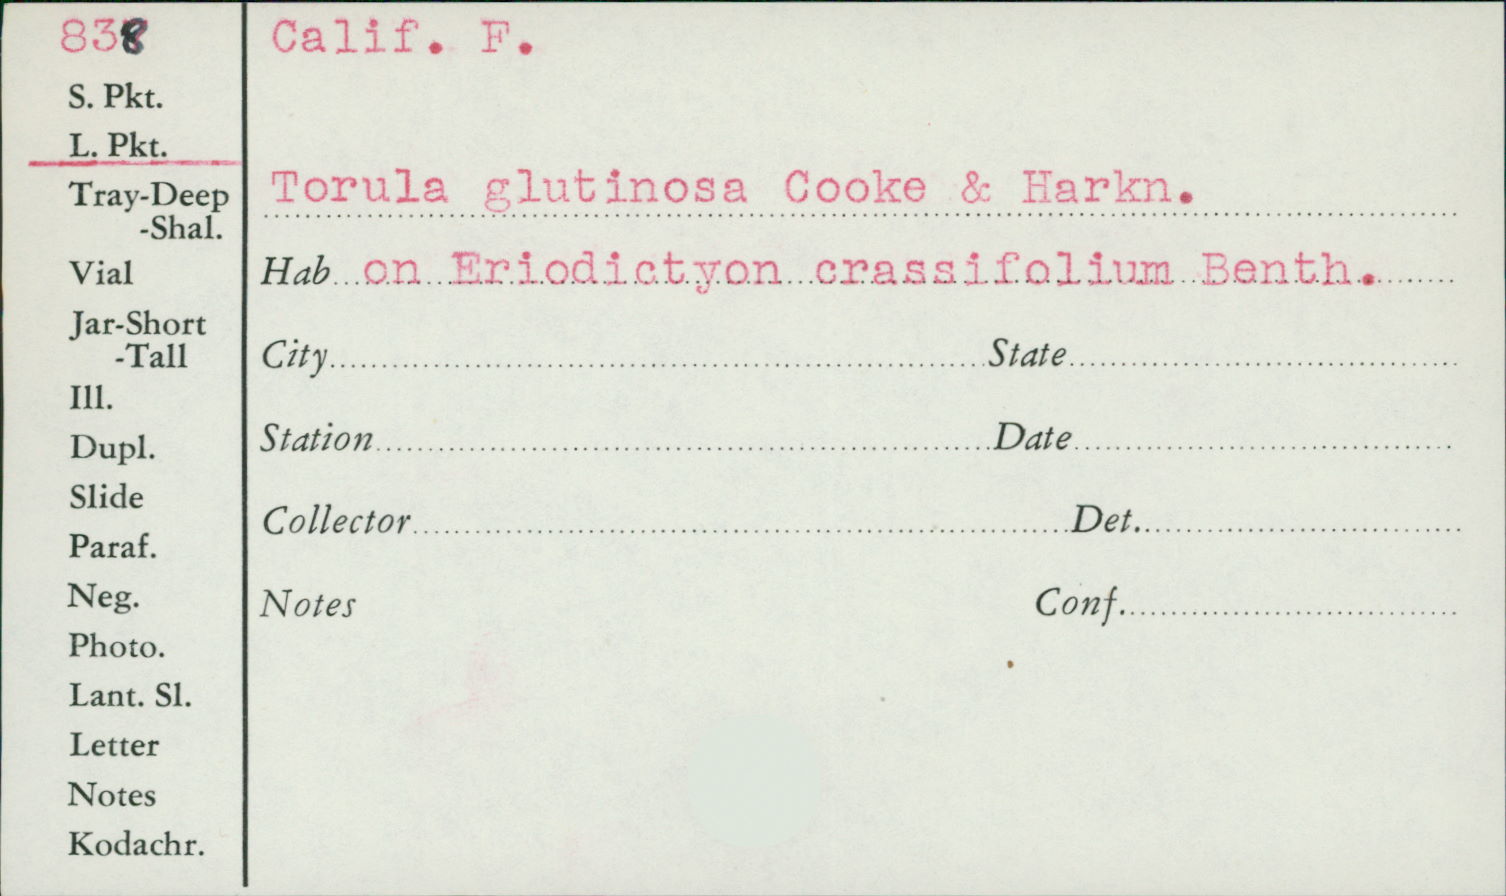 838
Calif. F.
S. Pkt.
L. Pkt.
Tray-Deep
-Shal.
Vial
Jar-Short
-Tall
Ill.
Dupl.
Slide
Paraf.
Neg.
Photo.
Lant. Sl.
Letter
Notes
Kodachr.
Torula glutinosa Cooke & Harkn.
Hab on Eriodictyon crassifolium Benth.
City State
Station Date
Collector Det.
Notes Conf.